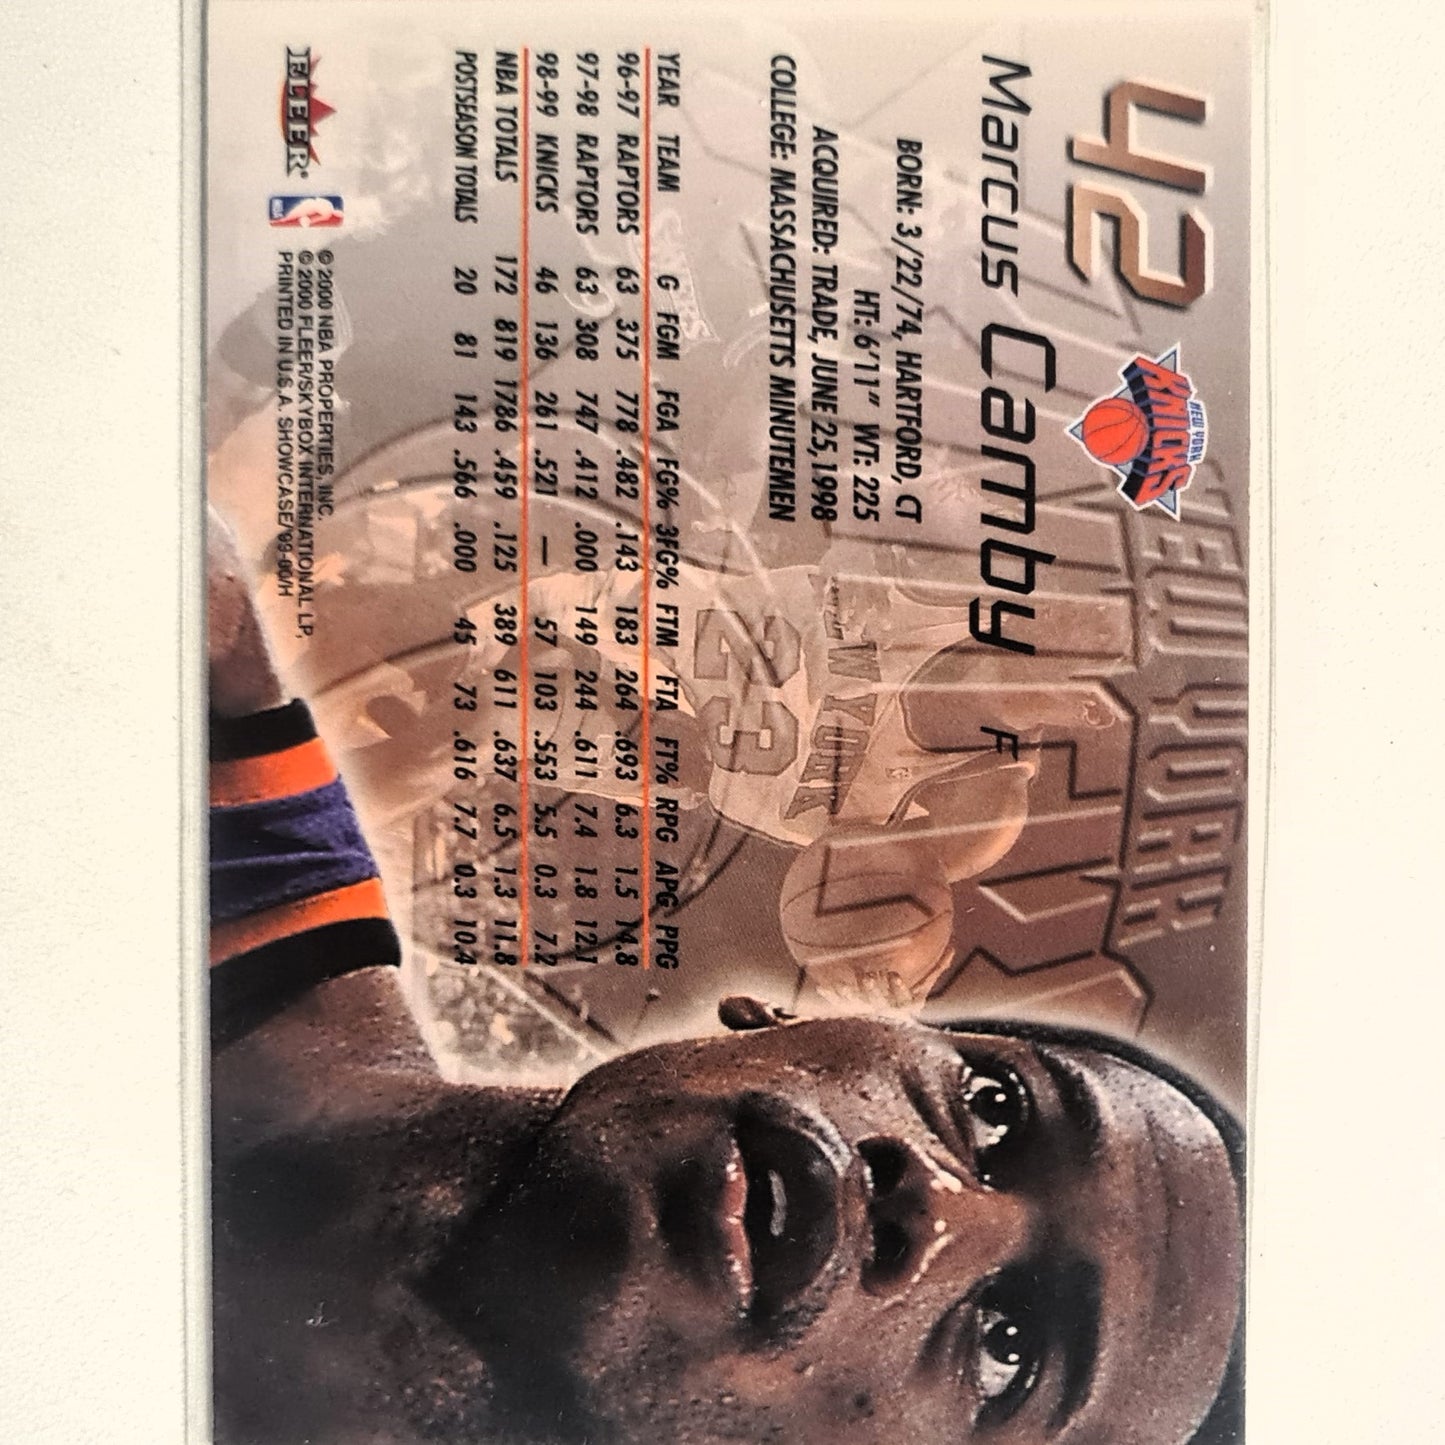 42
NEW YORK
KNICKS
NEW YORK
Marcus Camby F
BORN: 3/22/74, HARTFORD, CT
HT: 6'11" WT: 225
ACQUIRED: TRADE, JUNE 25, 1998
COLLEGE: MASSACHUSETTS MINUTEMEN
NEW YORK
23
YEAR TEAM G FGM FGA FG% 3FG% FTM FTA FT% RPG APG PPG
96-97 RAPTORS 63 375 778 .482 .143 183 264 .693 6.3 1.5 14.8
97-98 RAPTORS 63 308 747 .412 .000 149 244 .611 7.4 1.8 12.1
98-99 KNICKS 46 136 261 .521 — 57 103 .553 5.5 0.3 7.2
NBA TOTALS 172 819 1786 .459 .125 389 611 .637 6.5 1.3 11.8
POSTSEASON TOTALS 20 81 143 .566 .000 45 73 .616 7.7 0.3 10.4
FLEER
NBA
© 2000 NBA PROPERTIES, INC.
© 2000 FLEER/SKYBOX INTERNATIONAL LP,
PRINTED IN U.S.A. SHOWCASE/'99-00/H